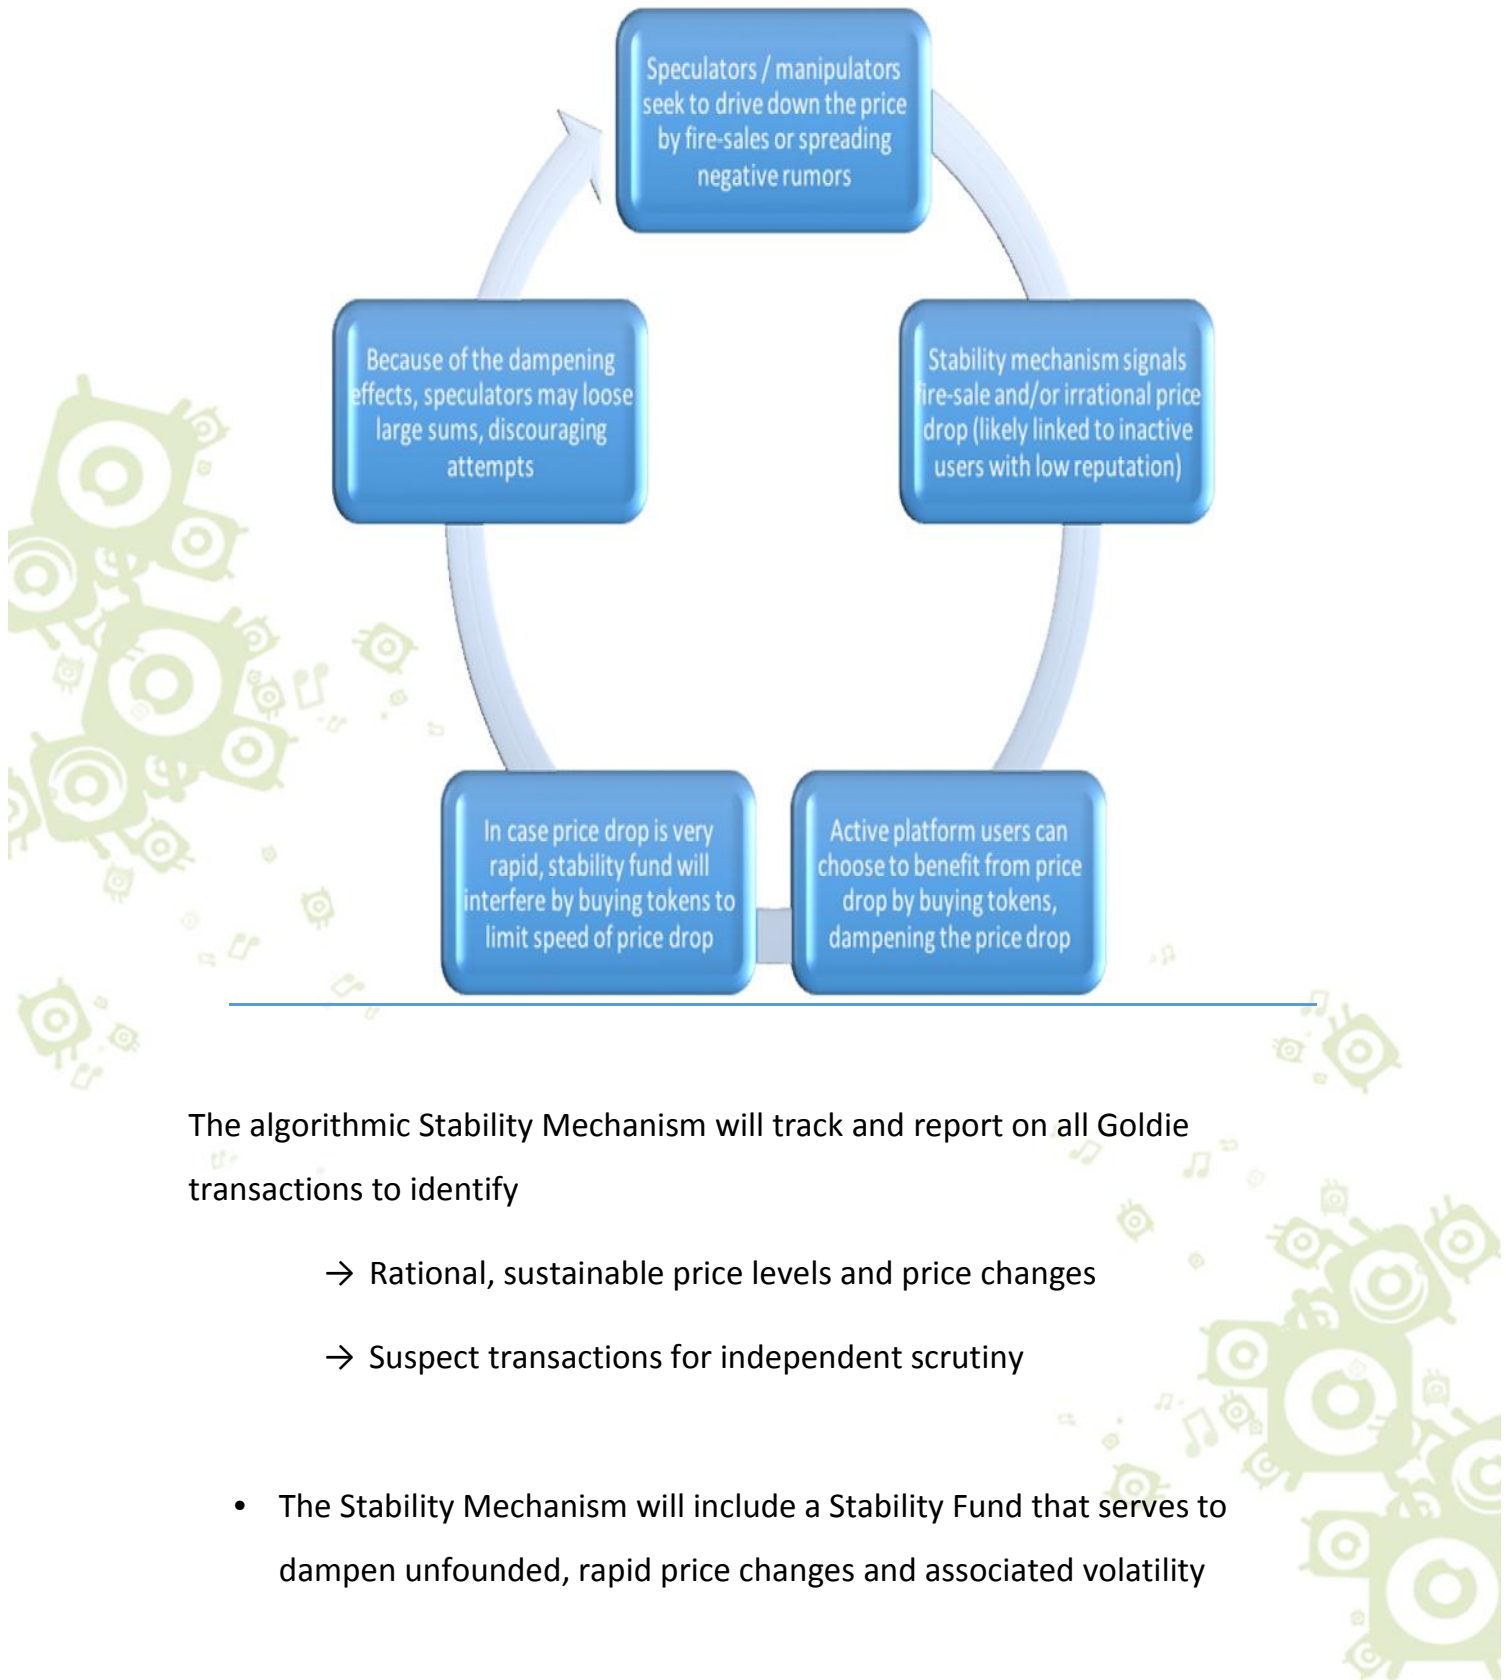 Speculators / manipulators
seek to drive down the price
by fire-sales or spreading
negative rumors
Stability mechanism signals
fire-sale and/or irrational price
drop (likely linked to inactive
users with low reputation)
Active platform users can
choose to benefit from price
drop by buying tokens,
dampening the price drop
In case price drop is very
rapid, stability fund will
interfere by buying tokens to
limit speed of price drop
Because of the dampening
effects, speculators may loose
large sums, discouraging
attempts
The algorithmic Stability Mechanism will track and report on all Goldie
transactions to identify
→ Rational, sustainable price levels and price changes
→ Suspect transactions for independent scrutiny
• The Stability Mechanism will include a Stability Fund that serves to
dampen unfounded, rapid price changes and associated volatility